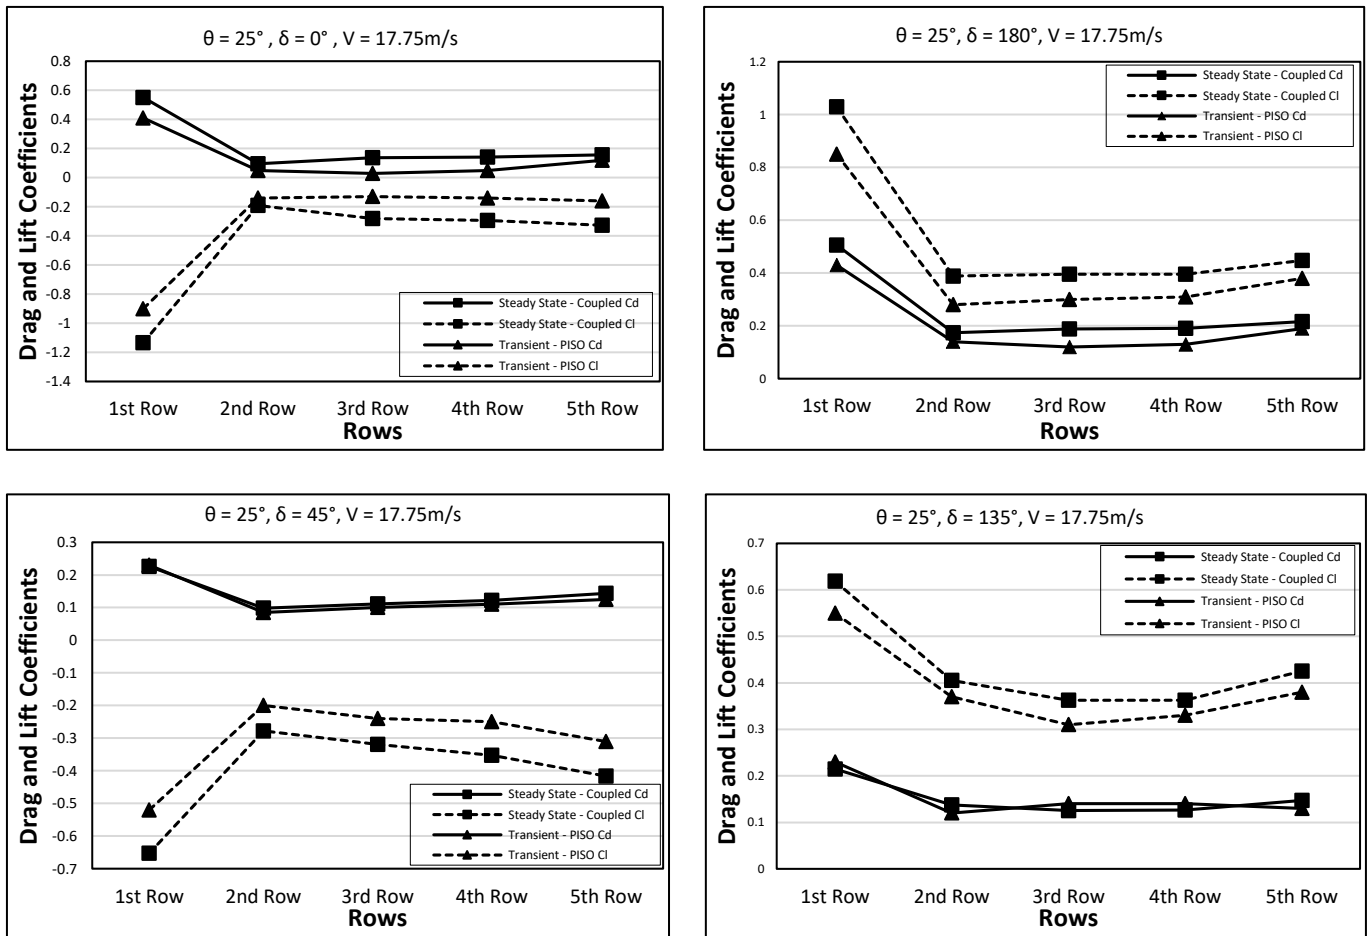 θ = 25° , δ = 0° , V = 17.75m/s
Drag and Lift Coefficients
0.8
0.6
0.4
0.2
0
-0.2
-0.4
-0.6
-0.8
-1
-1.2
-1.4
Steady State - Coupled Cd
Steady State - Coupled Cl
Transient - PISO Cd
Transient - PISO Cl
1st Row 2nd Row 3rd Row 4th Row 5th Row
Rows
θ = 25°, δ = 180°, V = 17.75m/s
Drag and Lift Coefficients
1.2
1
0.8
0.6
0.4
0.2
0
Steady State - Coupled Cd
Steady State - Coupled Cl
Transient - PISO Cd
Transient - PISO Cl
1st Row 2nd Row 3rd Row 4th Row 5th Row
Rows
θ = 25°, δ = 45°, V = 17.75m/s
Drag and Lift Coefficients
0.3
0.2
0.1
0
-0.1
-0.2
-0.3
-0.4
-0.5
-0.6
-0.7
Steady State - Coupled Cd
Steady State - Coupled Cl
Transient - PISO Cd
Transient - PISO Cl
1st Row 2nd Row 3rd Row 4th Row 5th Row
Rows
θ = 25°, δ = 135°, V = 17.75m/s
Drag and Lift Coefficients
0.7
0.6
0.5
0.4
0.3
0.2
0.1
0
Steady State - Coupled Cd
Steady State - Coupled Cl
Transient - PISO Cd
Transient - PISO Cl
1st Row 2nd Row 3rd Row 4th Row 5th Row
Rows